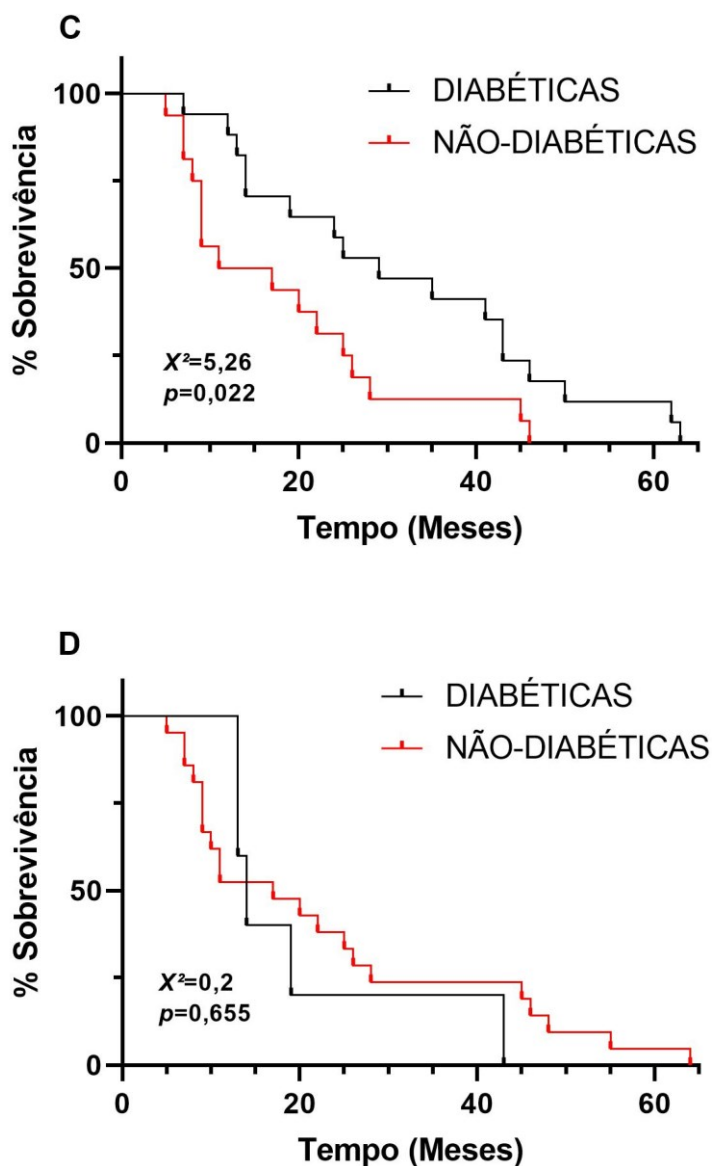 C
DIABÉTICAS
NÃO-DIABÉTICAS
100
50
0
% Sobrevivência
X²=5,26
p=0,022
0 20 40 60
Tempo (Meses)
D
DIABÉTICAS
NÃO-DIABÉTICAS
100
50
0
% Sobrevivência
X²=0,2
p=0,655
0 20 40 60
Tempo (Meses)